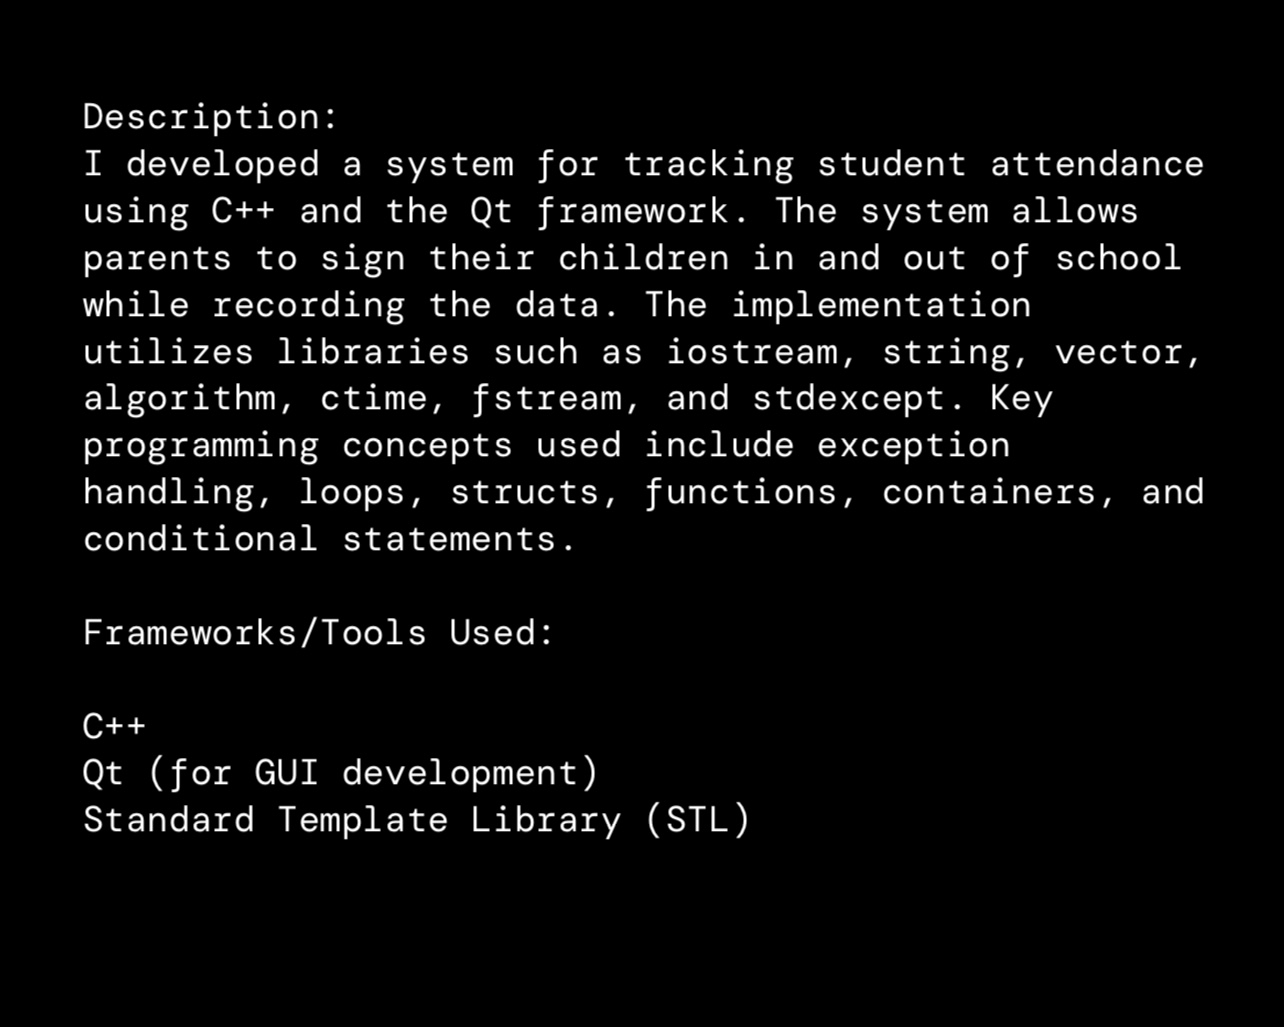 Description:
I developed a system for tracking student attendance
using C++ and the Qt framework. The system allows
parents to sign their children in and out of school
while recording the data. The implementation
utilizes libraries such as iostream, string, vector,
algorithm, ctime, fstream, and stdexcept. Key
programming concepts used include exception
handling, loops, structs, functions, containers, and
conditional statements.
Frameworks/Tools Used:
C++
Qt (for GUI development)
Standard Template Library (STL)